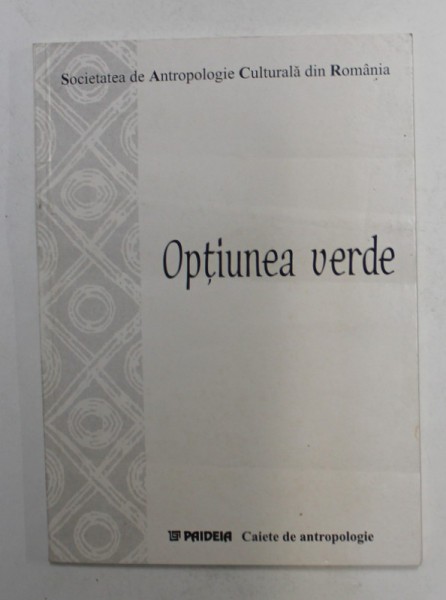 Societatea de Antropologie Culturală din România
Opțiunea verde
PAIDEIA Caiete de antropologie